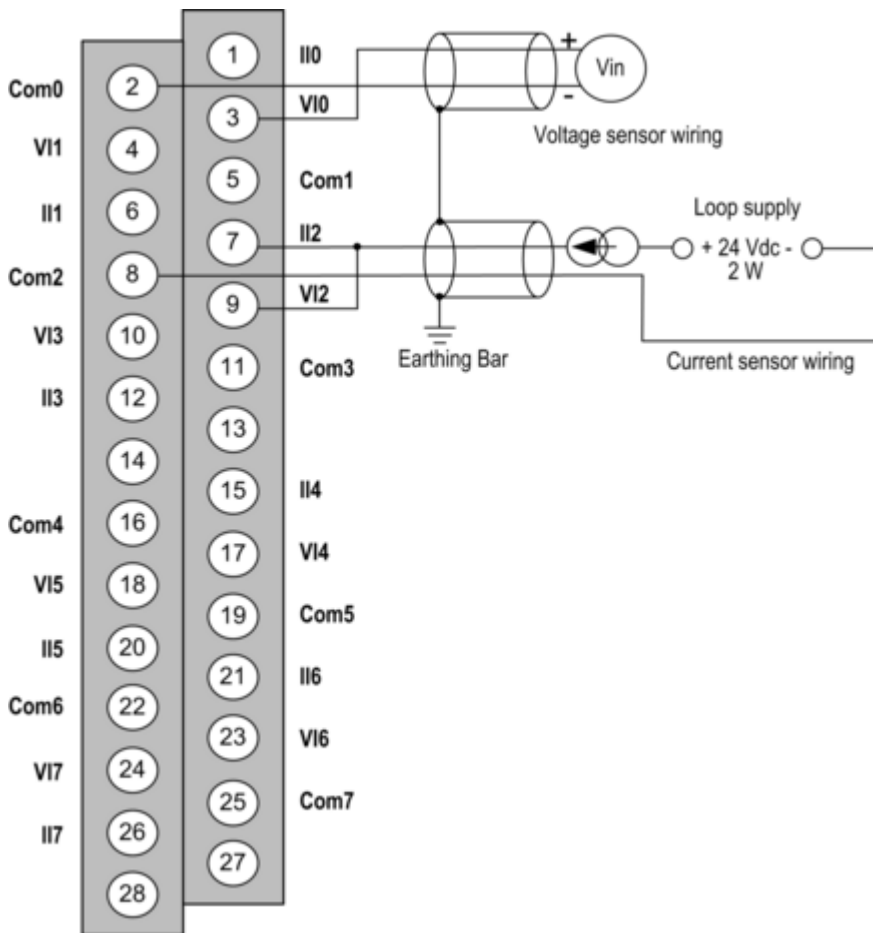 1 II0
Com0 2
3 VI0
VI1 4
5 Com1
II1 6
7 II2
Com2 8
9 VI2
VI3 10
11 Com3
II3 12
13
14
15 II4
Com4 16
17 VI4
VI5 18
19 Com5
II5 20
21 II6
Com6 22
23 VI6
VI7 24
25 Com7
II7 26
27
28
+
Vin
-
Voltage sensor wiring
Loop supply
+ 24 Vdc -
2 W
Earthing Bar
Current sensor wiring